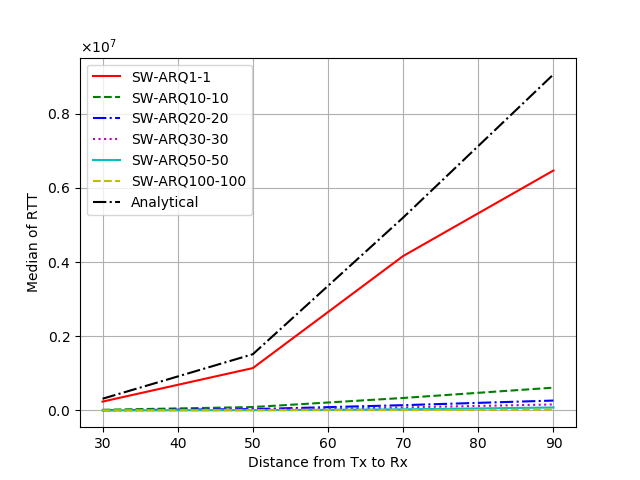 ×10⁷
SW-ARQ1-1
SW-ARQ10-10
SW-ARQ20-20
SW-ARQ30-30
SW-ARQ50-50
SW-ARQ100-100
Analytical
0.8
0.6
0.4
0.2
0.0
Median of RTT
30 40 50 60 70 80 90
Distance from Tx to Rx